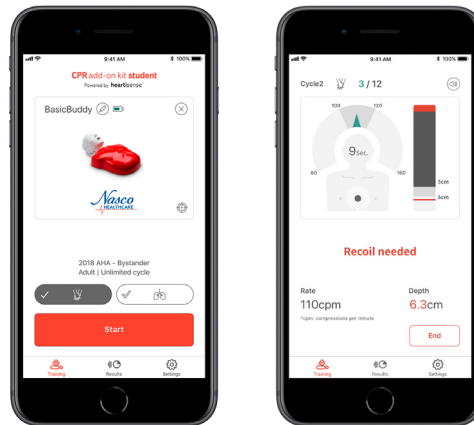 9:41 AM
100%
CPR add-on kit student
Powered by heartisense
BasicBuddy
Nasco
HEALTHCARE
2018 AHA - Bystander
Adult | Unlimited cycle
Start
Training
Results
Settings
9:41 AM
100%
Cycle2
3 / 12
100
120
9 Sec.
60
160
5cm
6cm
Recoil needed
Rate
Depth
110cpm
6.3cm
*cpm: compressions per minute
End
Training
Results
Settings